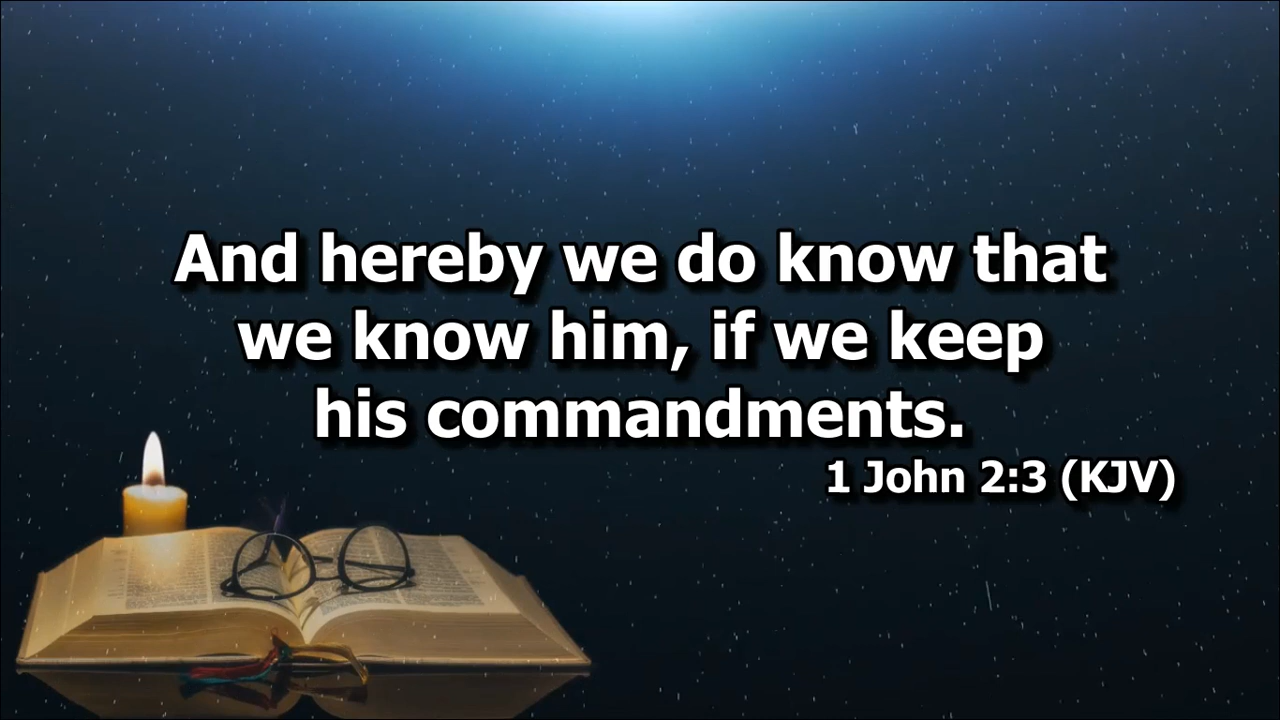 And hereby we do know that
we know him, if we keep
his commandments.
1 John 2:3 (KJV)